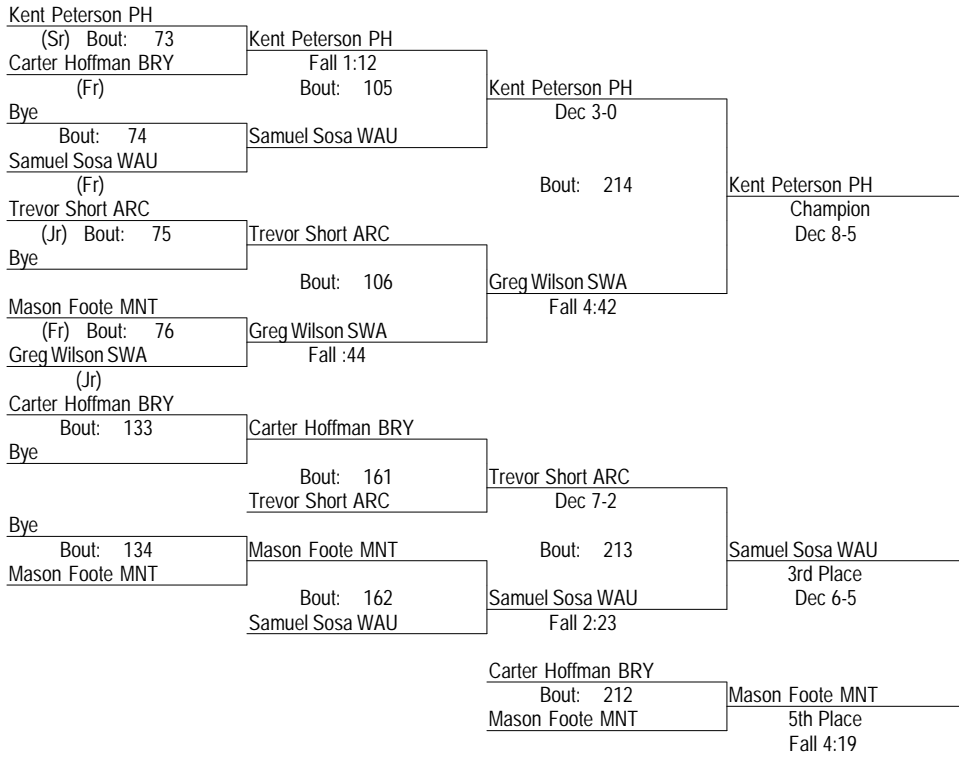 Kent Peterson PH
(Sr) Bout: 73 Kent Peterson PH
Carter Hoffman BRY Fall 1:12
(Fr) Bout: 105 Kent Peterson PH
Bye Dec 3-0
Bout: 74 Samuel Sosa WAU
Samuel Sosa WAU
(Fr) Bout: 214 Kent Peterson PH
Trevor Short ARC Champion
(Jr) Bout: 75 Trevor Short ARC Dec 8-5
Bye
Bout: 106 Greg Wilson SWA
Mason Foote MNT Fall 4:42
(Fr) Bout: 76 Greg Wilson SWA
Greg Wilson SWA Fall :44
(Jr)
Carter Hoffman BRY
Bout: 133 Carter Hoffman BRY
Bye
Bout: 161 Trevor Short ARC
Trevor Short ARC Dec 7-2
Bye
Bout: 134 Mason Foote MNT Bout: 213 Samuel Sosa WAU
Mason Foote MNT 3rd Place
Bout: 162 Samuel Sosa WAU Dec 6-5
Samuel Sosa WAU Fall 2:23
Carter Hoffman BRY
Bout: 212 Mason Foote MNT
Mason Foote MNT 5th Place
Fall 4:19